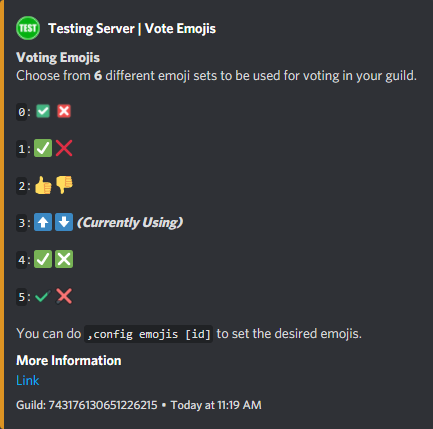 TEST Testing Server | Vote Emojis
Voting Emojis
Choose from 6 different emoji sets to be used for voting in your guild.
0:
1:
2:
3: (Currently Using)
4:
5:
You can do ,config emojis [id] to set the desired emojis.
More Information
Link
Guild: 743176130651226215 • Today at 11:19 AM